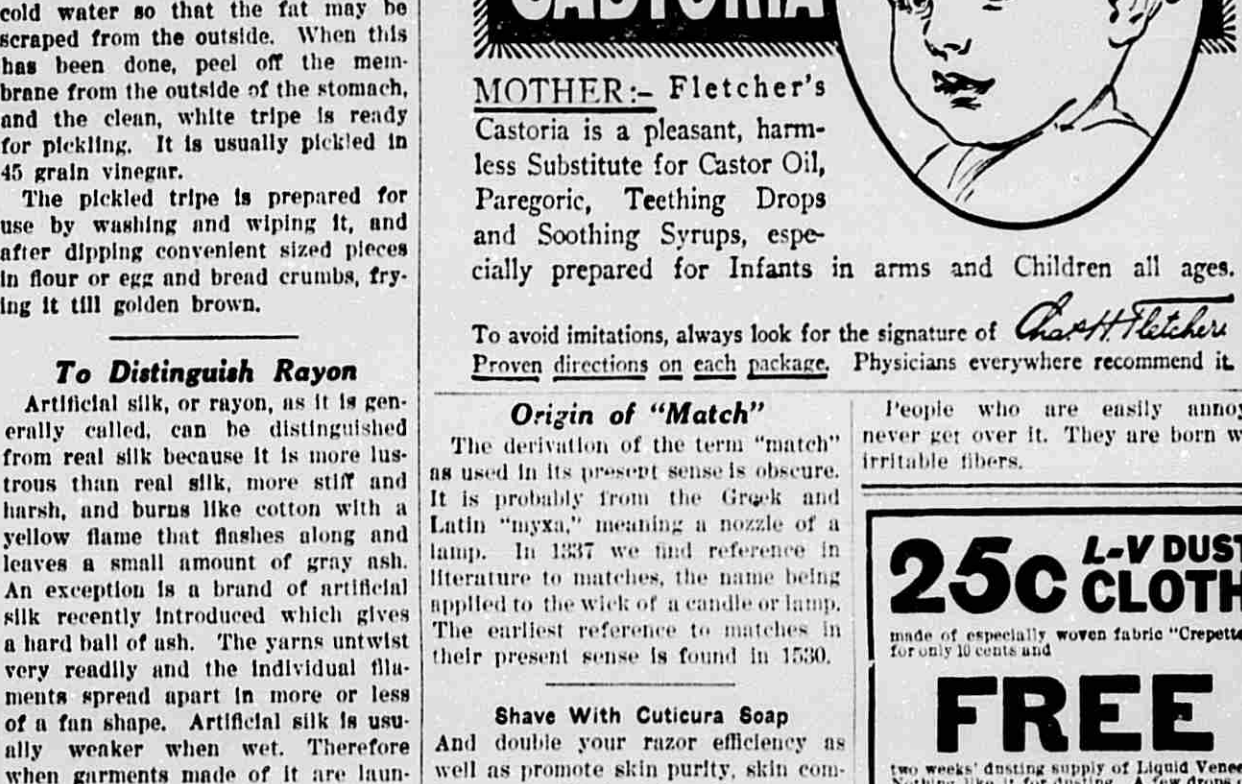 cold water so that the fat may be
scraped from the outside. When this
has been done, peel off the mem-
brane from the outside of the stomach,
and the clean, white tripe is ready
for pickling. It is usually pickled in
45 grain vinegar.
The pickled tripe is prepared for
use by washing and wiping it, and
after dipping convenient sized pieces
in flour or egg and bread crumbs, fry-
ing it till golden brown.
To Distinguish Rayon
Artificial silk, or rayon, as it is gen-
erally called, can be distinguished
from real silk because it is more lus-
trous than real silk, more stiff and
harsh, and burns like cotton with a
yellow flame that flashes along and
leaves a small amount of gray ash.
An exception is a brand of artificial
silk recently introduced which gives
a hard ball of ash. The yarns untwist
very readily and the individual fila-
ments spread apart in more or less
of a fan shape. Artificial silk is usu-
ally weaker when wet. Therefore
when garments made of it are laun-
CASTORIA
MOTHER:- Fletcher's
Castoria is a pleasant, harm-
less Substitute for Castor Oil,
Paregoric, Teething Drops
and Soothing Syrups, espe-
cially prepared for Infants in arms and Children all ages.
To avoid imitations, always look for the signature of Chas H. Fletcher
Proven directions on each package. Physicians everywhere recommend it.
Origin of "Match"
The derivation of the term "match"
as used in its present sense is obscure.
It is probably from the Greek and
Latin "myxa," meaning a nozzle of a
lamp. In 1337 we find reference in
literature to matches, the name being
applied to the wick of a candle or lamp.
The earliest reference to matches in
their present sense is found in 1530.
Shave With Cuticura Soap
And double your razor efficiency as
well as promote skin purity, skin com-
People who are easily annoy
never get over it. They are born w
irritable fibers.
25c L-V DUST
CLOTH
made of especially woven fabric "Crepette
for only 10 cents and
FREE
two weeks' dusting supply of Liquid Venee
Nothing like it for dusting. A few drops